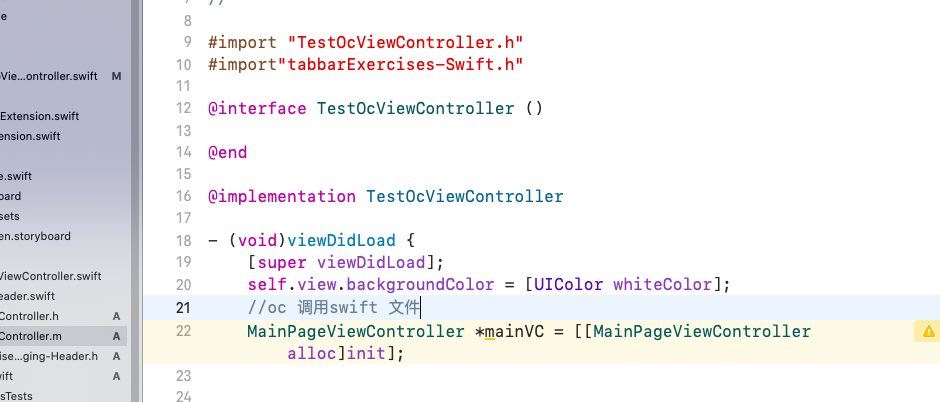 e
eVie...ontroller.swift M
Extension.swift
ension.swift
e.swift
oard
sets
en.storyboard
ViewController.swift
eader.swift
Controller.h A
Controller.m A
ise...ging-Header.h A
vift A
sTests
7 //
8
9 #import "TestOcViewController.h"
10 #import"tabbarExercises-Swift.h"
11
12 @interface TestOcViewController ()
13
14 @end
15
16 @implementation TestOcViewController
17
18 - (void)viewDidLoad {
19 [super viewDidLoad];
20 self.view.backgroundColor = [UIColor whiteColor];
21 //oc 调用swift 文件
22 MainPageViewController *mainVC = [[MainPageViewController
alloc]init];
23
24